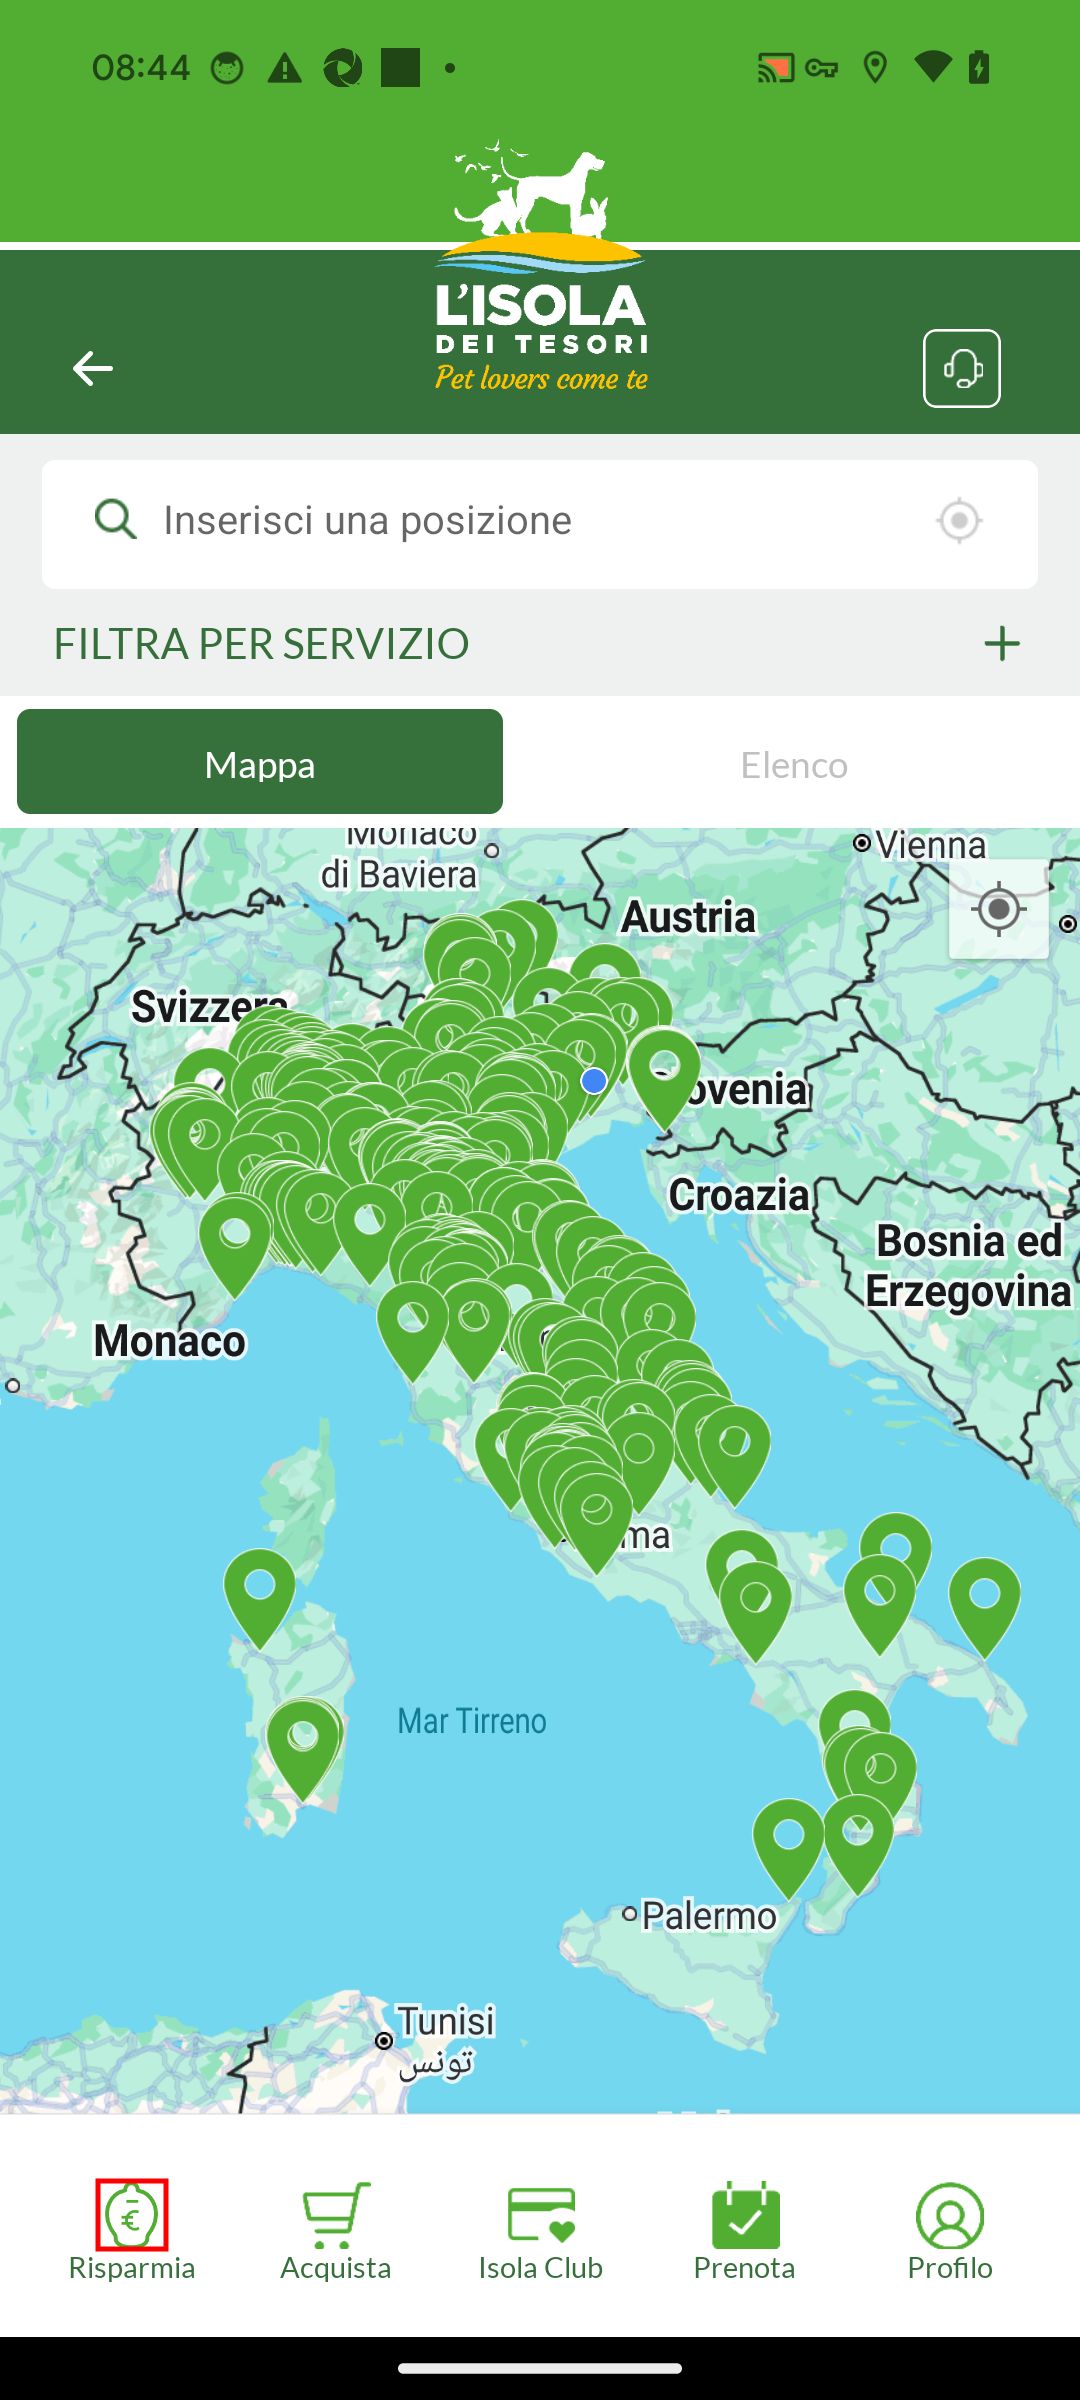 08:44
L'ISOLA
DEI TESORI
Pet lovers come te
Inserisci una posizione
FILTRA PER SERVIZIO
Mappa
Elenco
Monaco
di Baviera
Vienna
Austria
Svizzera
ovenia
Croazia
Bosnia ed
Erzegovina
Monaco
ma
Mar Tirreno
Palermo
Tunisi
تونس
€
Risparmia
Acquista
Isola Club
Prenota
Profilo